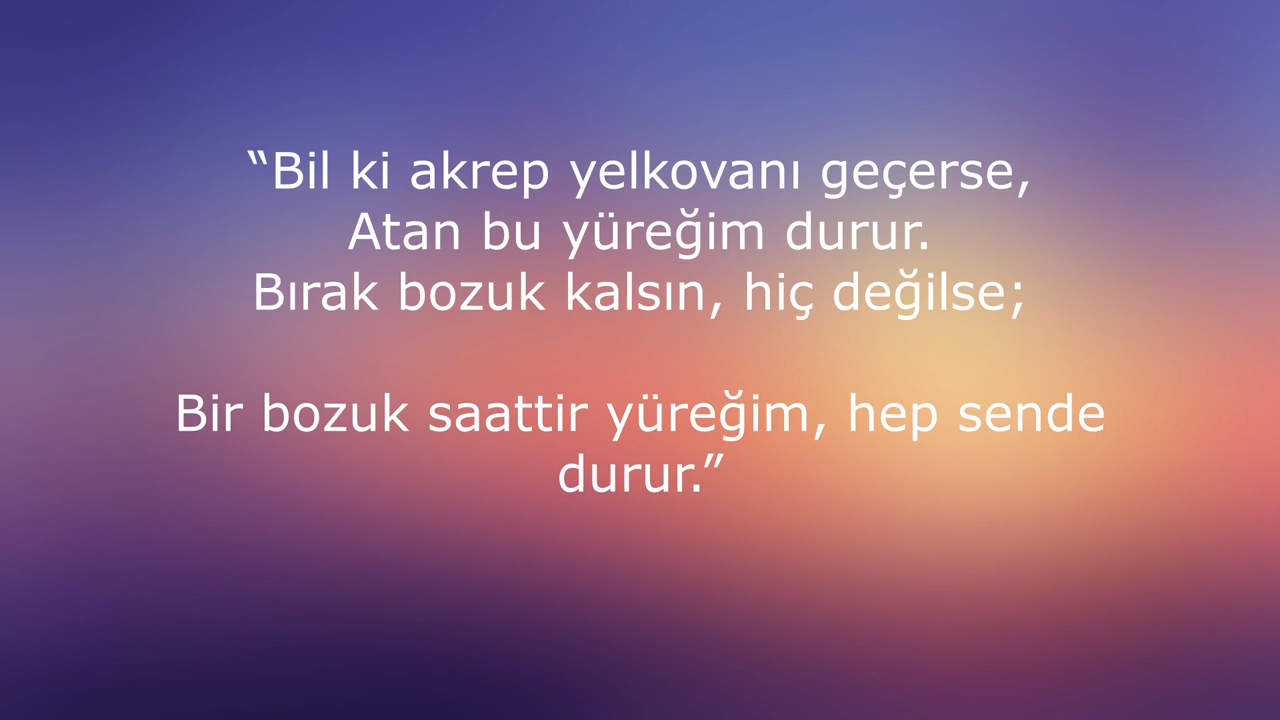 “Bil ki akrep yelkovanı geçerse,
Atan bu yüreğim durur.
Bırak bozuk kalsın, hiç değilse;
Bir bozuk saattir yüreğim, hep sende
durur.”